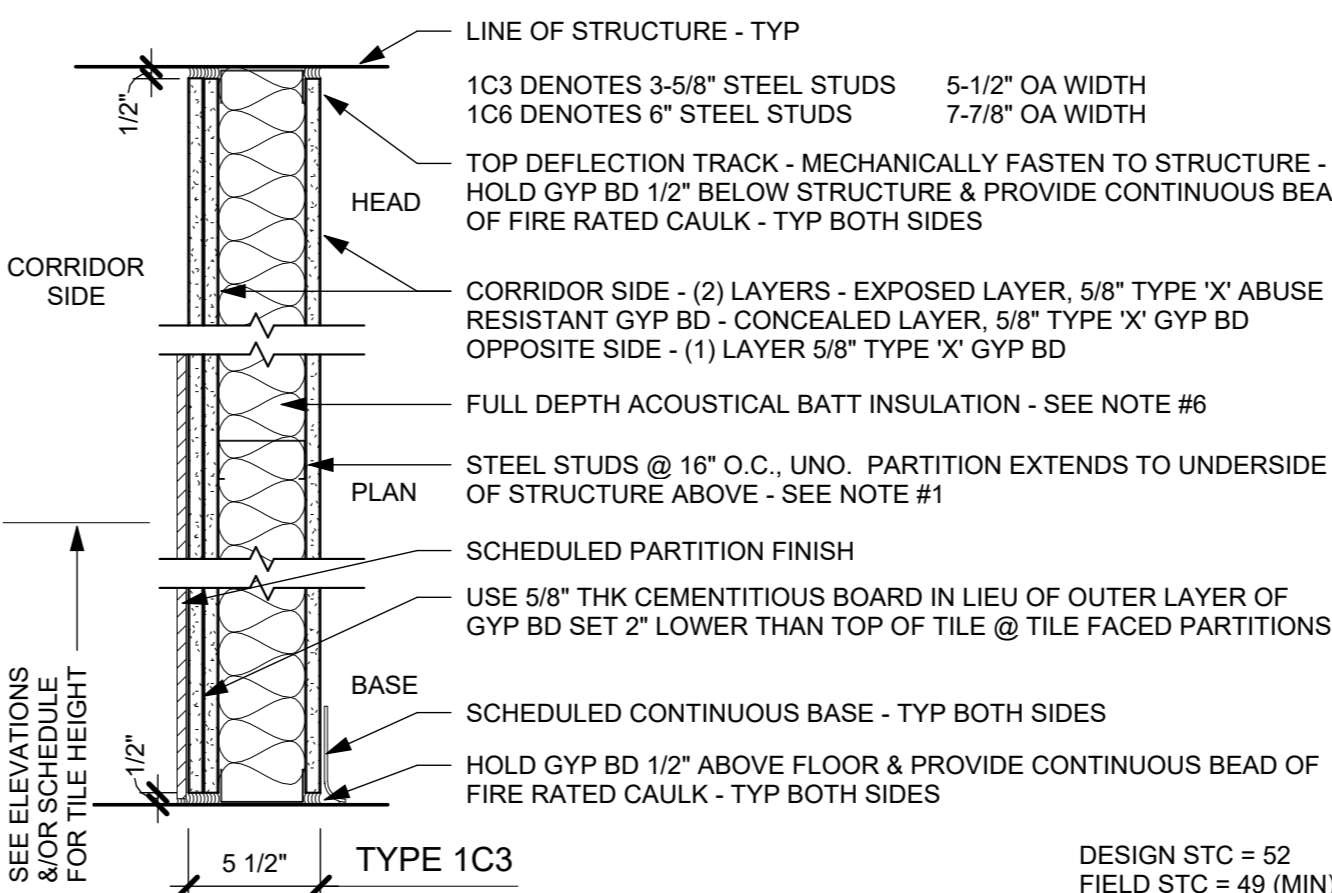 LINE OF STRUCTURE - TYP
1C3 DENOTES 3-5/8" STEEL STUDS 5-1/2" OA WIDTH
1C6 DENOTES 6" STEEL STUDS 7-7/8" OA WIDTH
1/2"
TOP DEFLECTION TRACK - MECHANICALLY FASTEN TO STRUCTURE -
HOLD GYP BD 1/2" BELOW STRUCTURE & PROVIDE CONTINUOUS BEA
OF FIRE RATED CAULK - TYP BOTH SIDES
HEAD
CORRIDOR
SIDE
CORRIDOR SIDE - (2) LAYERS - EXPOSED LAYER, 5/8" TYPE 'X' ABUSE
RESISTANT GYP BD - CONCEALED LAYER, 5/8" TYPE 'X' GYP BD
OPPOSITE SIDE - (1) LAYER 5/8" TYPE 'X' GYP BD
FULL DEPTH ACOUSTICAL BATT INSULATION - SEE NOTE #6
STEEL STUDS @ 16" O.C., UNO. PARTITION EXTENDS TO UNDERSIDE
OF STRUCTURE ABOVE - SEE NOTE #1
PLAN
SCHEDULED PARTITION FINISH
USE 5/8" THK CEMENTITIOUS BOARD IN LIEU OF OUTER LAYER OF
GYP BD SET 2" LOWER THAN TOP OF TILE @ TILE FACED PARTITIONS
BASE
SCHEDULED CONTINUOUS BASE - TYP BOTH SIDES
HOLD GYP BD 1/2" ABOVE FLOOR & PROVIDE CONTINUOUS BEAD OF
FIRE RATED CAULK - TYP BOTH SIDES
SEE ELEVATIONS
&/OR SCHEDULE
FOR TILE HEIGHT
1/2"
5 1/2"
TYPE 1C3
DESIGN STC = 52
FIELD STC = 49 (MIN)